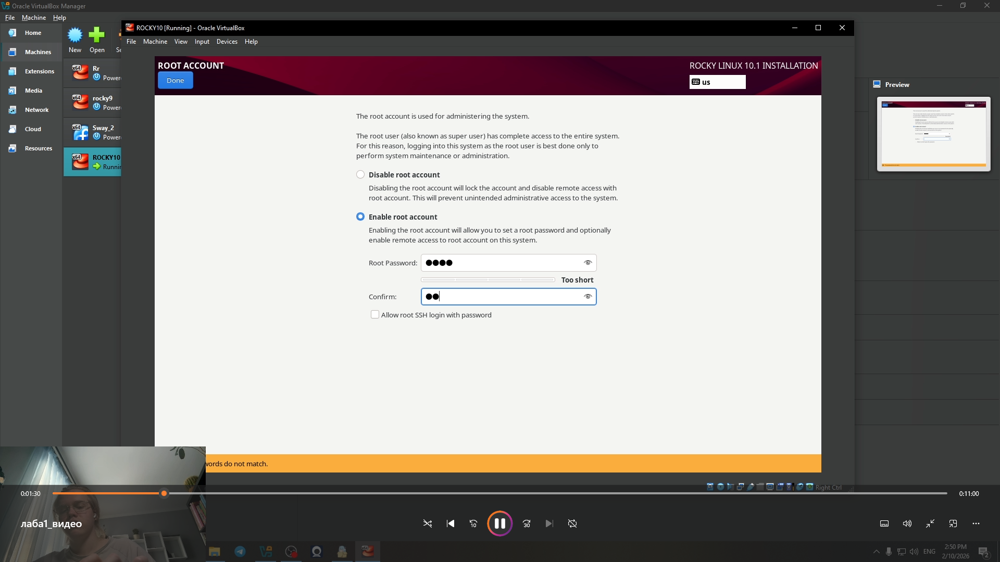 Oracle VirtualBox Manager
File Machine Help
Home
Machines
Extensions
Media
Network
Cloud
Resources
New
Open
x64
Rr
x64
rocky9
x64
Sway_2
x64
ROCKY10
ROCKY10 [Running] - Oracle VirtualBox
File Machine View Input Devices Help
ROOT ACCOUNT
Done
ROCKY LINUX 10.1 INSTALLATION
us
The root account is used for administering the system.
The root user (also known as super user) has complete access to the entire system.
For this reason, logging into this system as the root user is best done only to
perform system maintenance or administration.
Disable root account
Disabling the root account will lock the account and disable remote access with
root account. This will prevent unintended administrative access to the system.
Enable root account
Enabling the root account will allow you to set a root password and optionally
enable remote access to root account on this system.
Root Password: ●●●●
Too short
Confirm: ●●
Allow root SSH login with password
words do not match.
Right Ctrl
Preview
0:01:30
0:11:00
лаба1_видео
10
30
ENG
2:50 PM
2/10/2026
2